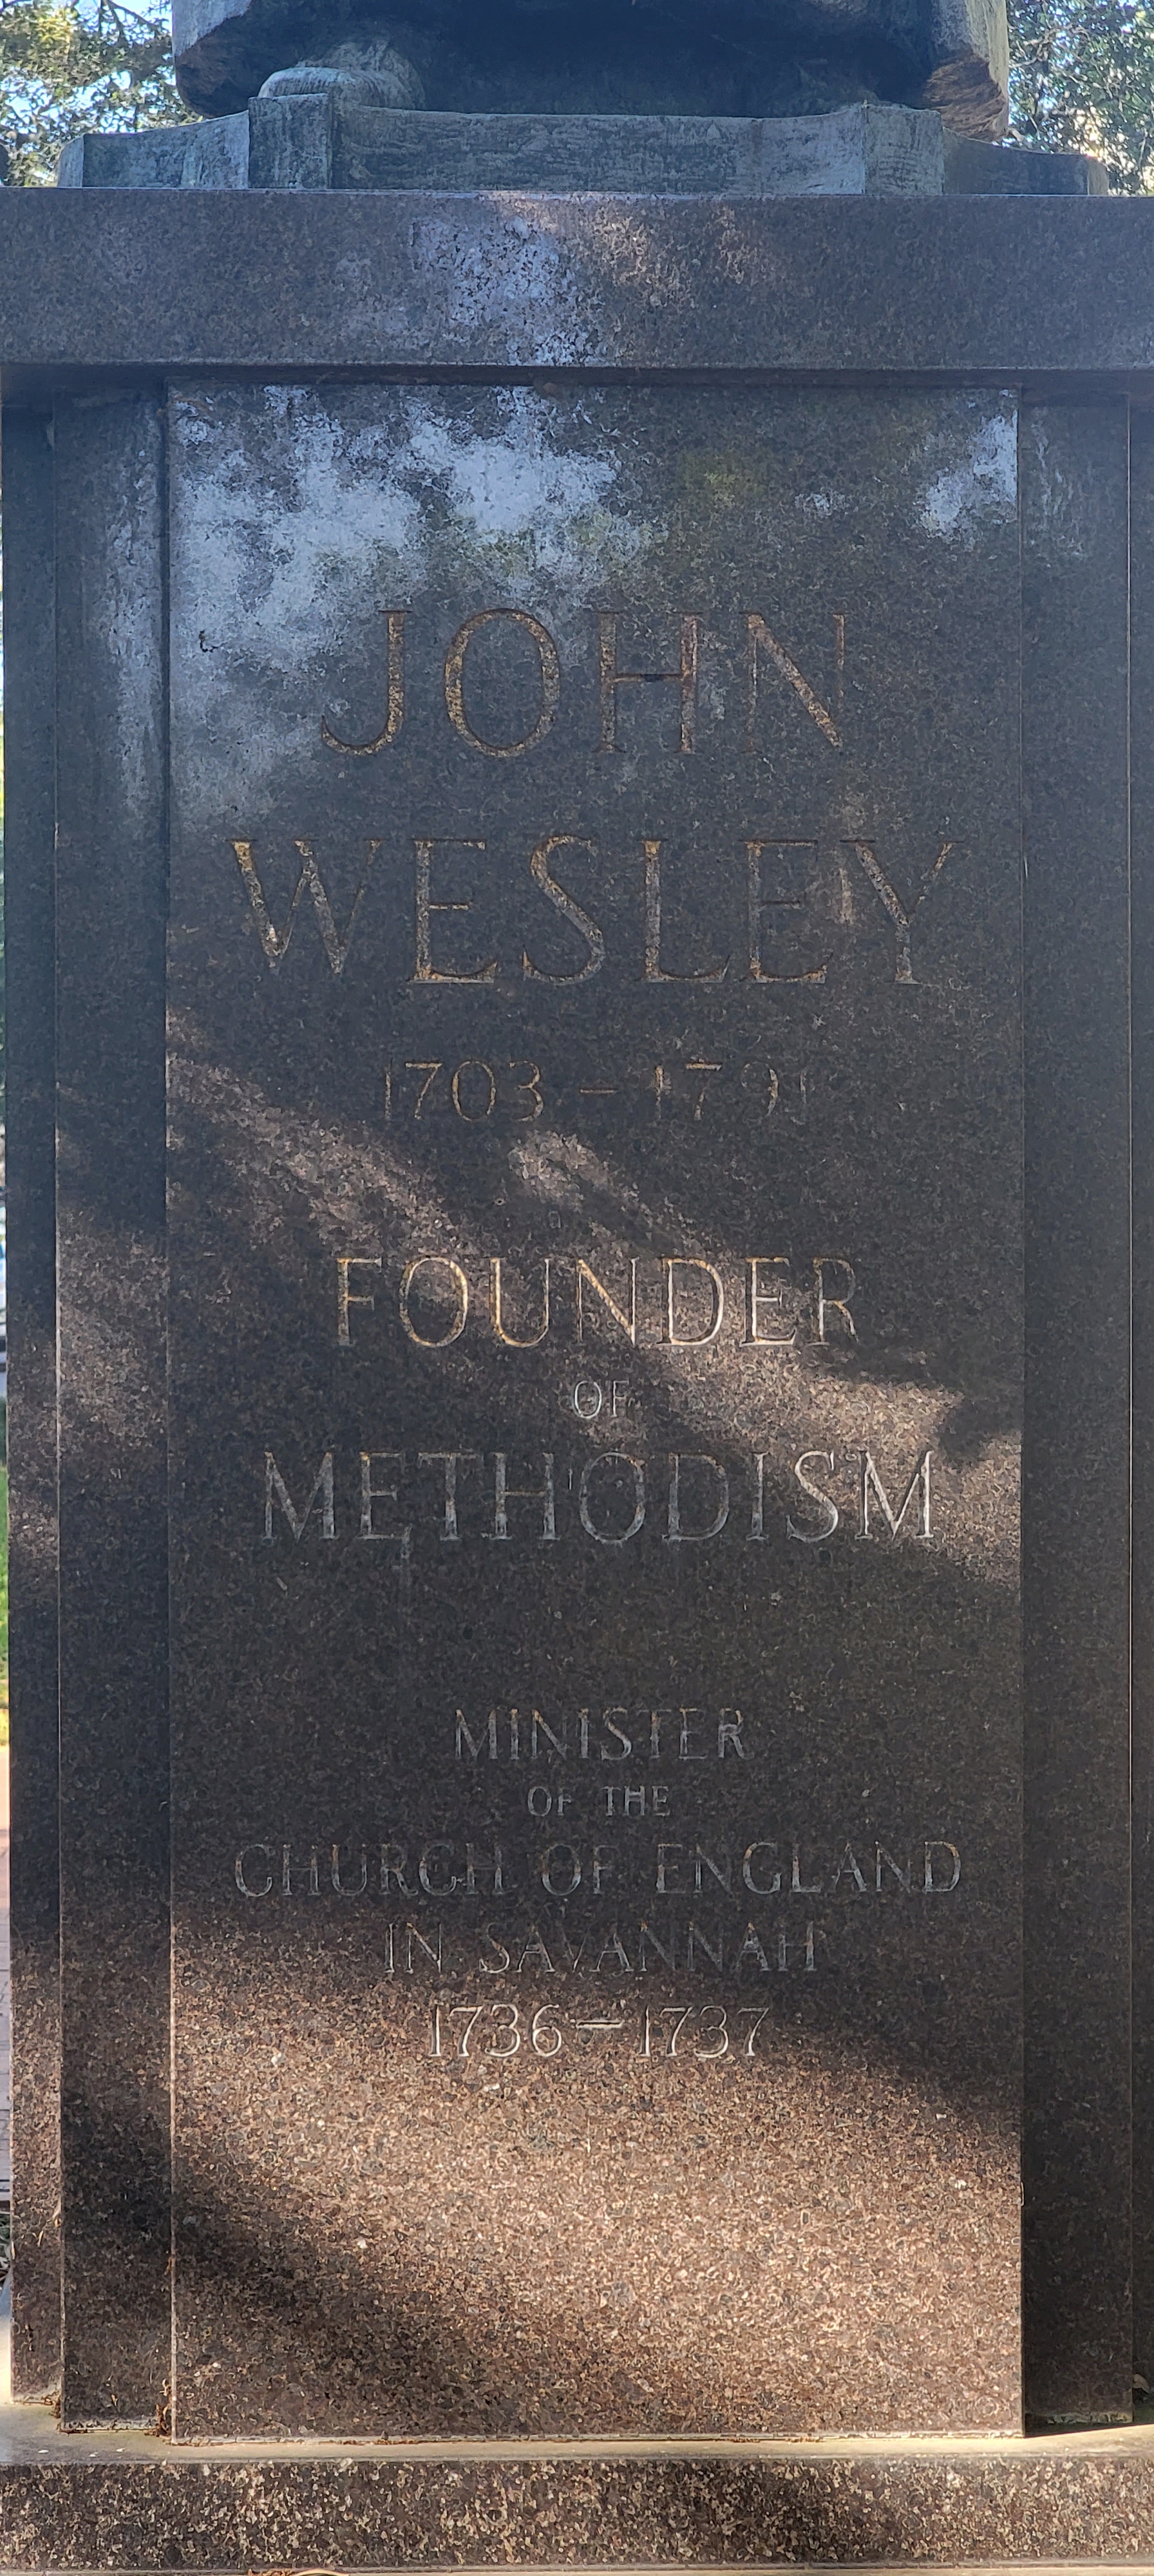 JOHN
WESLEY
1703 – 1791
FOUNDER
OF
METHODISM
MINISTER
OF THE
CHURCH OF ENGLAND
IN SAVANNAH
1736 – 1737